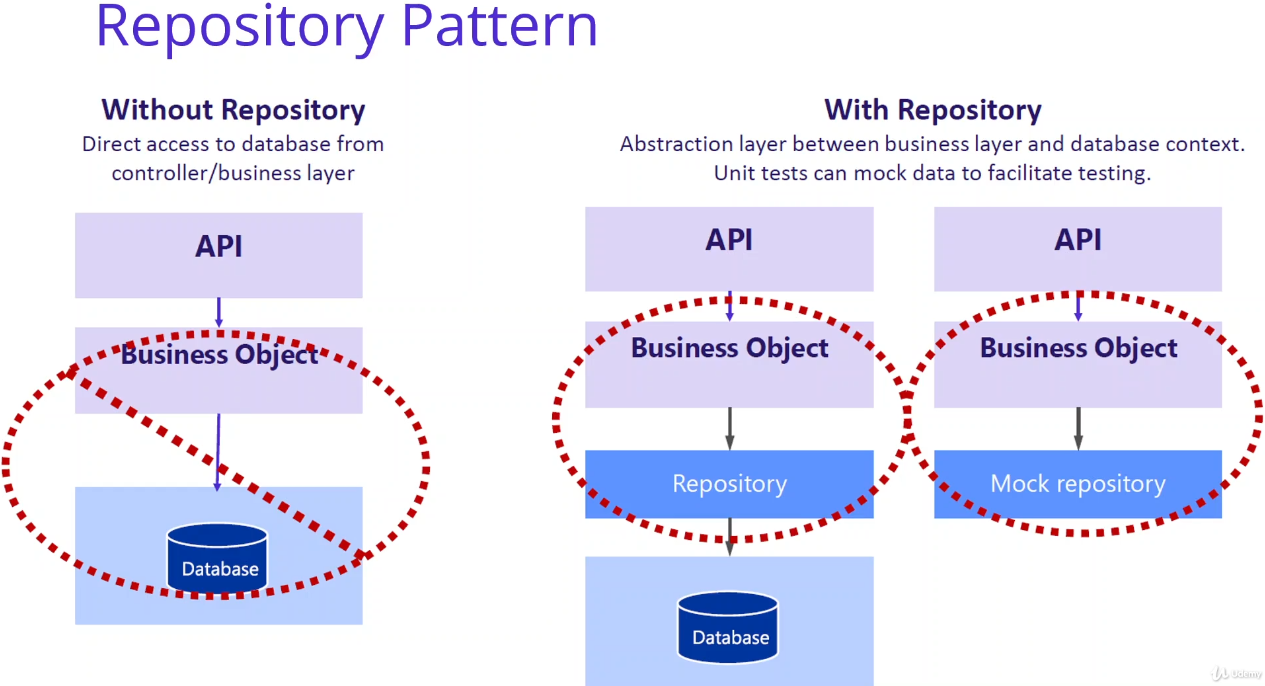 Repository Pattern
Without Repository
Direct access to database from
controller/business layer
API
Business Object
Database
With Repository
Abstraction layer between business layer and database context.
Unit tests can mock data to facilitate testing.
API
Business Object
Repository
Database
API
Business Object
Mock repository
Udemy